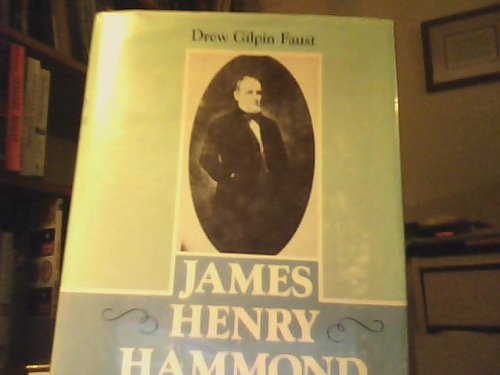 Drew Gilpin Faust
JAMES
HENRY
HAMMOND